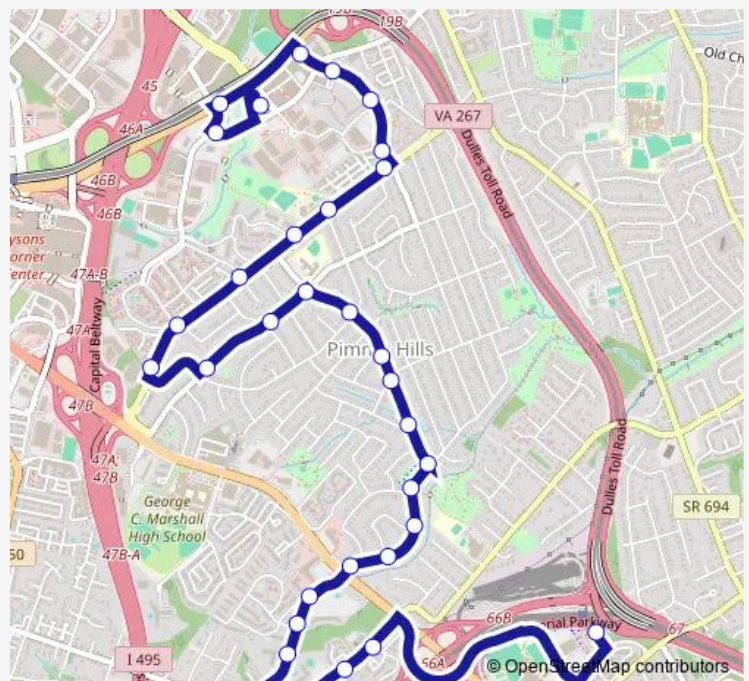 19B
19B
Old Ch
45
46A
VA 267
Dulles Toll Road
46B
46B
ysons
orner
enter
47A-B
47A
Capital Beltway
Pimm Hills
47B
47A;
47B
Dulles Toll Road
George
C. Marshall
High School
SR 694
50
47B-A
66B
orial Parkway
67
I 495
56A
© OpenStreetMap contributors